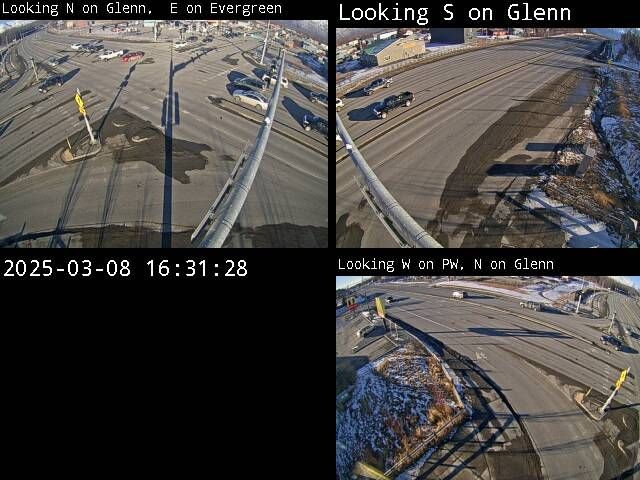 Looking N on Glenn, E on Evergreen
Looking S on Glenn
2025-03-08 16:31:28
Looking W on PW, N on Glenn